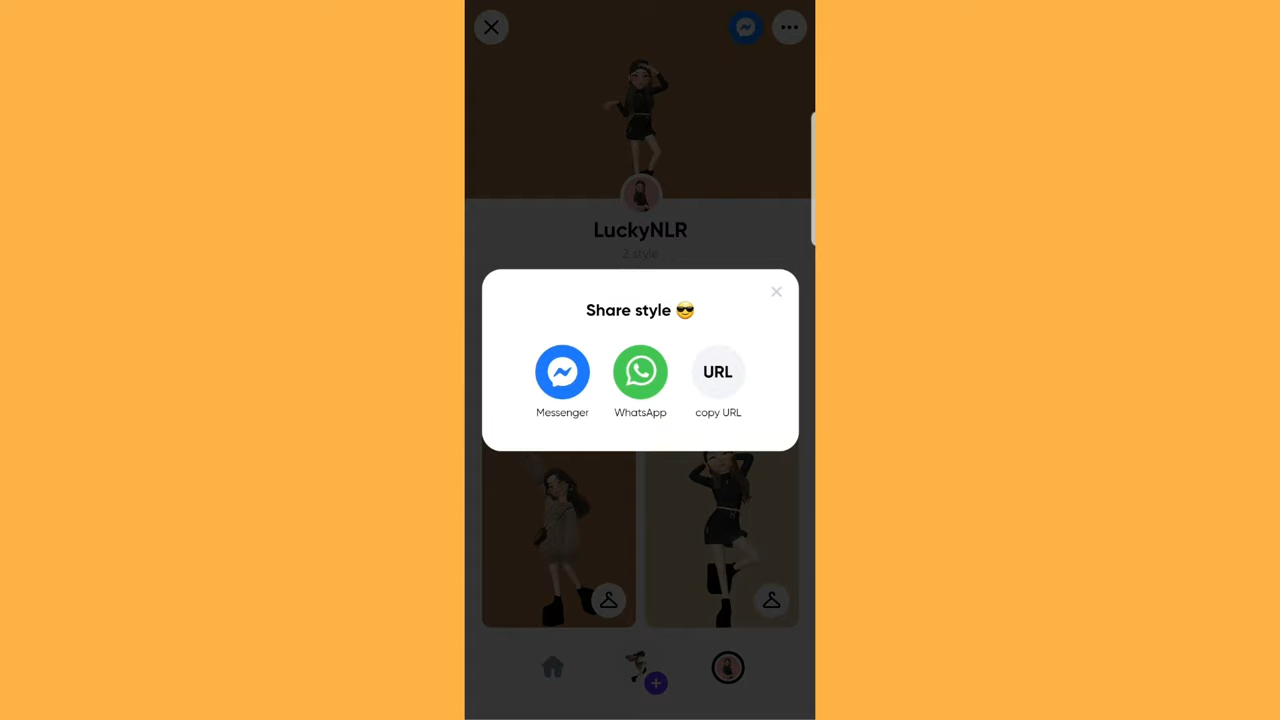 LuckyNLR
2 style
Share style 😎
URL
Messenger
WhatsApp
copy URL